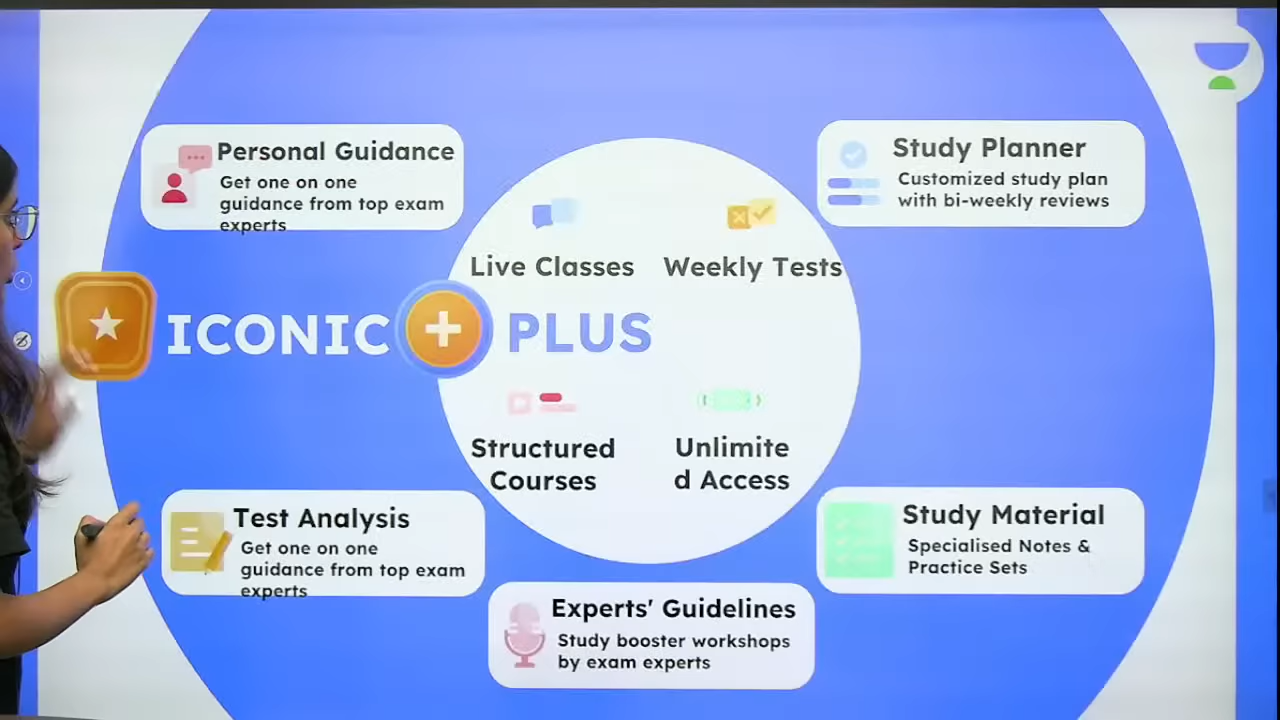 Personal Guidance
Get one on one
guidance from top exam
experts
Study Planner
Customized study plan
with bi-weekly reviews
Live Classes
Weekly Tests
ICONIC
PLUS
Structured
Courses
Unlimite
d Access
Test Analysis
Get one on one
guidance from top exam
experts
Study Material
Specialised Notes &
Practice Sets
Experts' Guidelines
Study booster workshops
by exam experts